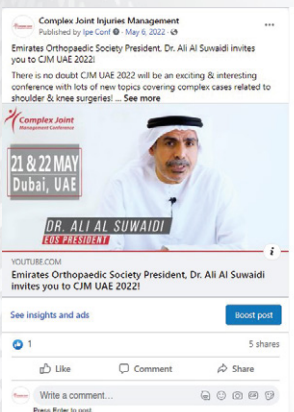 Complex Joint Injuries Management
Published by Ipe Conf · May 6, 2022 ·
Emirates Orthopaedic Society President, Dr. Ali Al Suwaidi invites
you to CJM UAE 2022!
There is no doubt CJM UAE 2022 will be an exciting & interesting
conference with lots of new topics covering complex cases related to
shoulder & knee surgeries! ... See more
Complex Joint
Management Conference
21 & 22 MAY
Dubai, UAE
DR. ALI AL SUWAIDI
EOS PRESIDENT
YOUTUBE.COM
Emirates Orthopaedic Society President, Dr. Ali Al Suwaidi
invites you to CJM UAE 2022!
See insights and ads
Boost post
1
5 shares
Like
Comment
Share
Write a comment...
Press Enter to post.